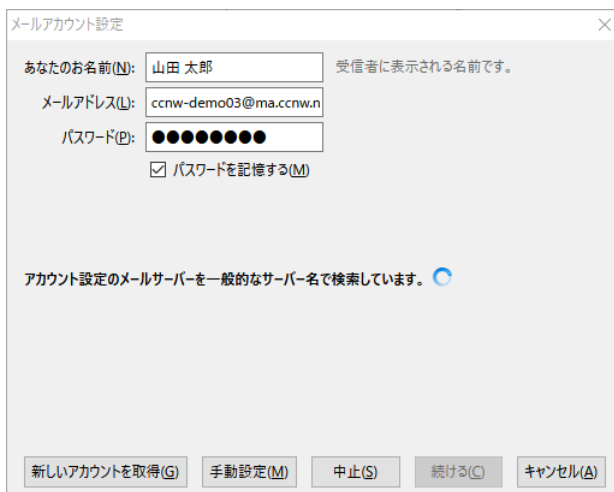 メールアカウント設定
あなたのお名前(N): 山田 太郎 受信者に表示される名前です。
メールアドレス(L): ccnw-demo03@ma.ccnw.n
パスワード(P): ●●●●●●●●
パスワードを記憶する(M)
アカウント設定のメールサーバーを一般的なサーバー名で検索しています。
新しいアカウントを取得(G) 手動設定(M) 中止(S) 続ける(C) キャンセル(A)